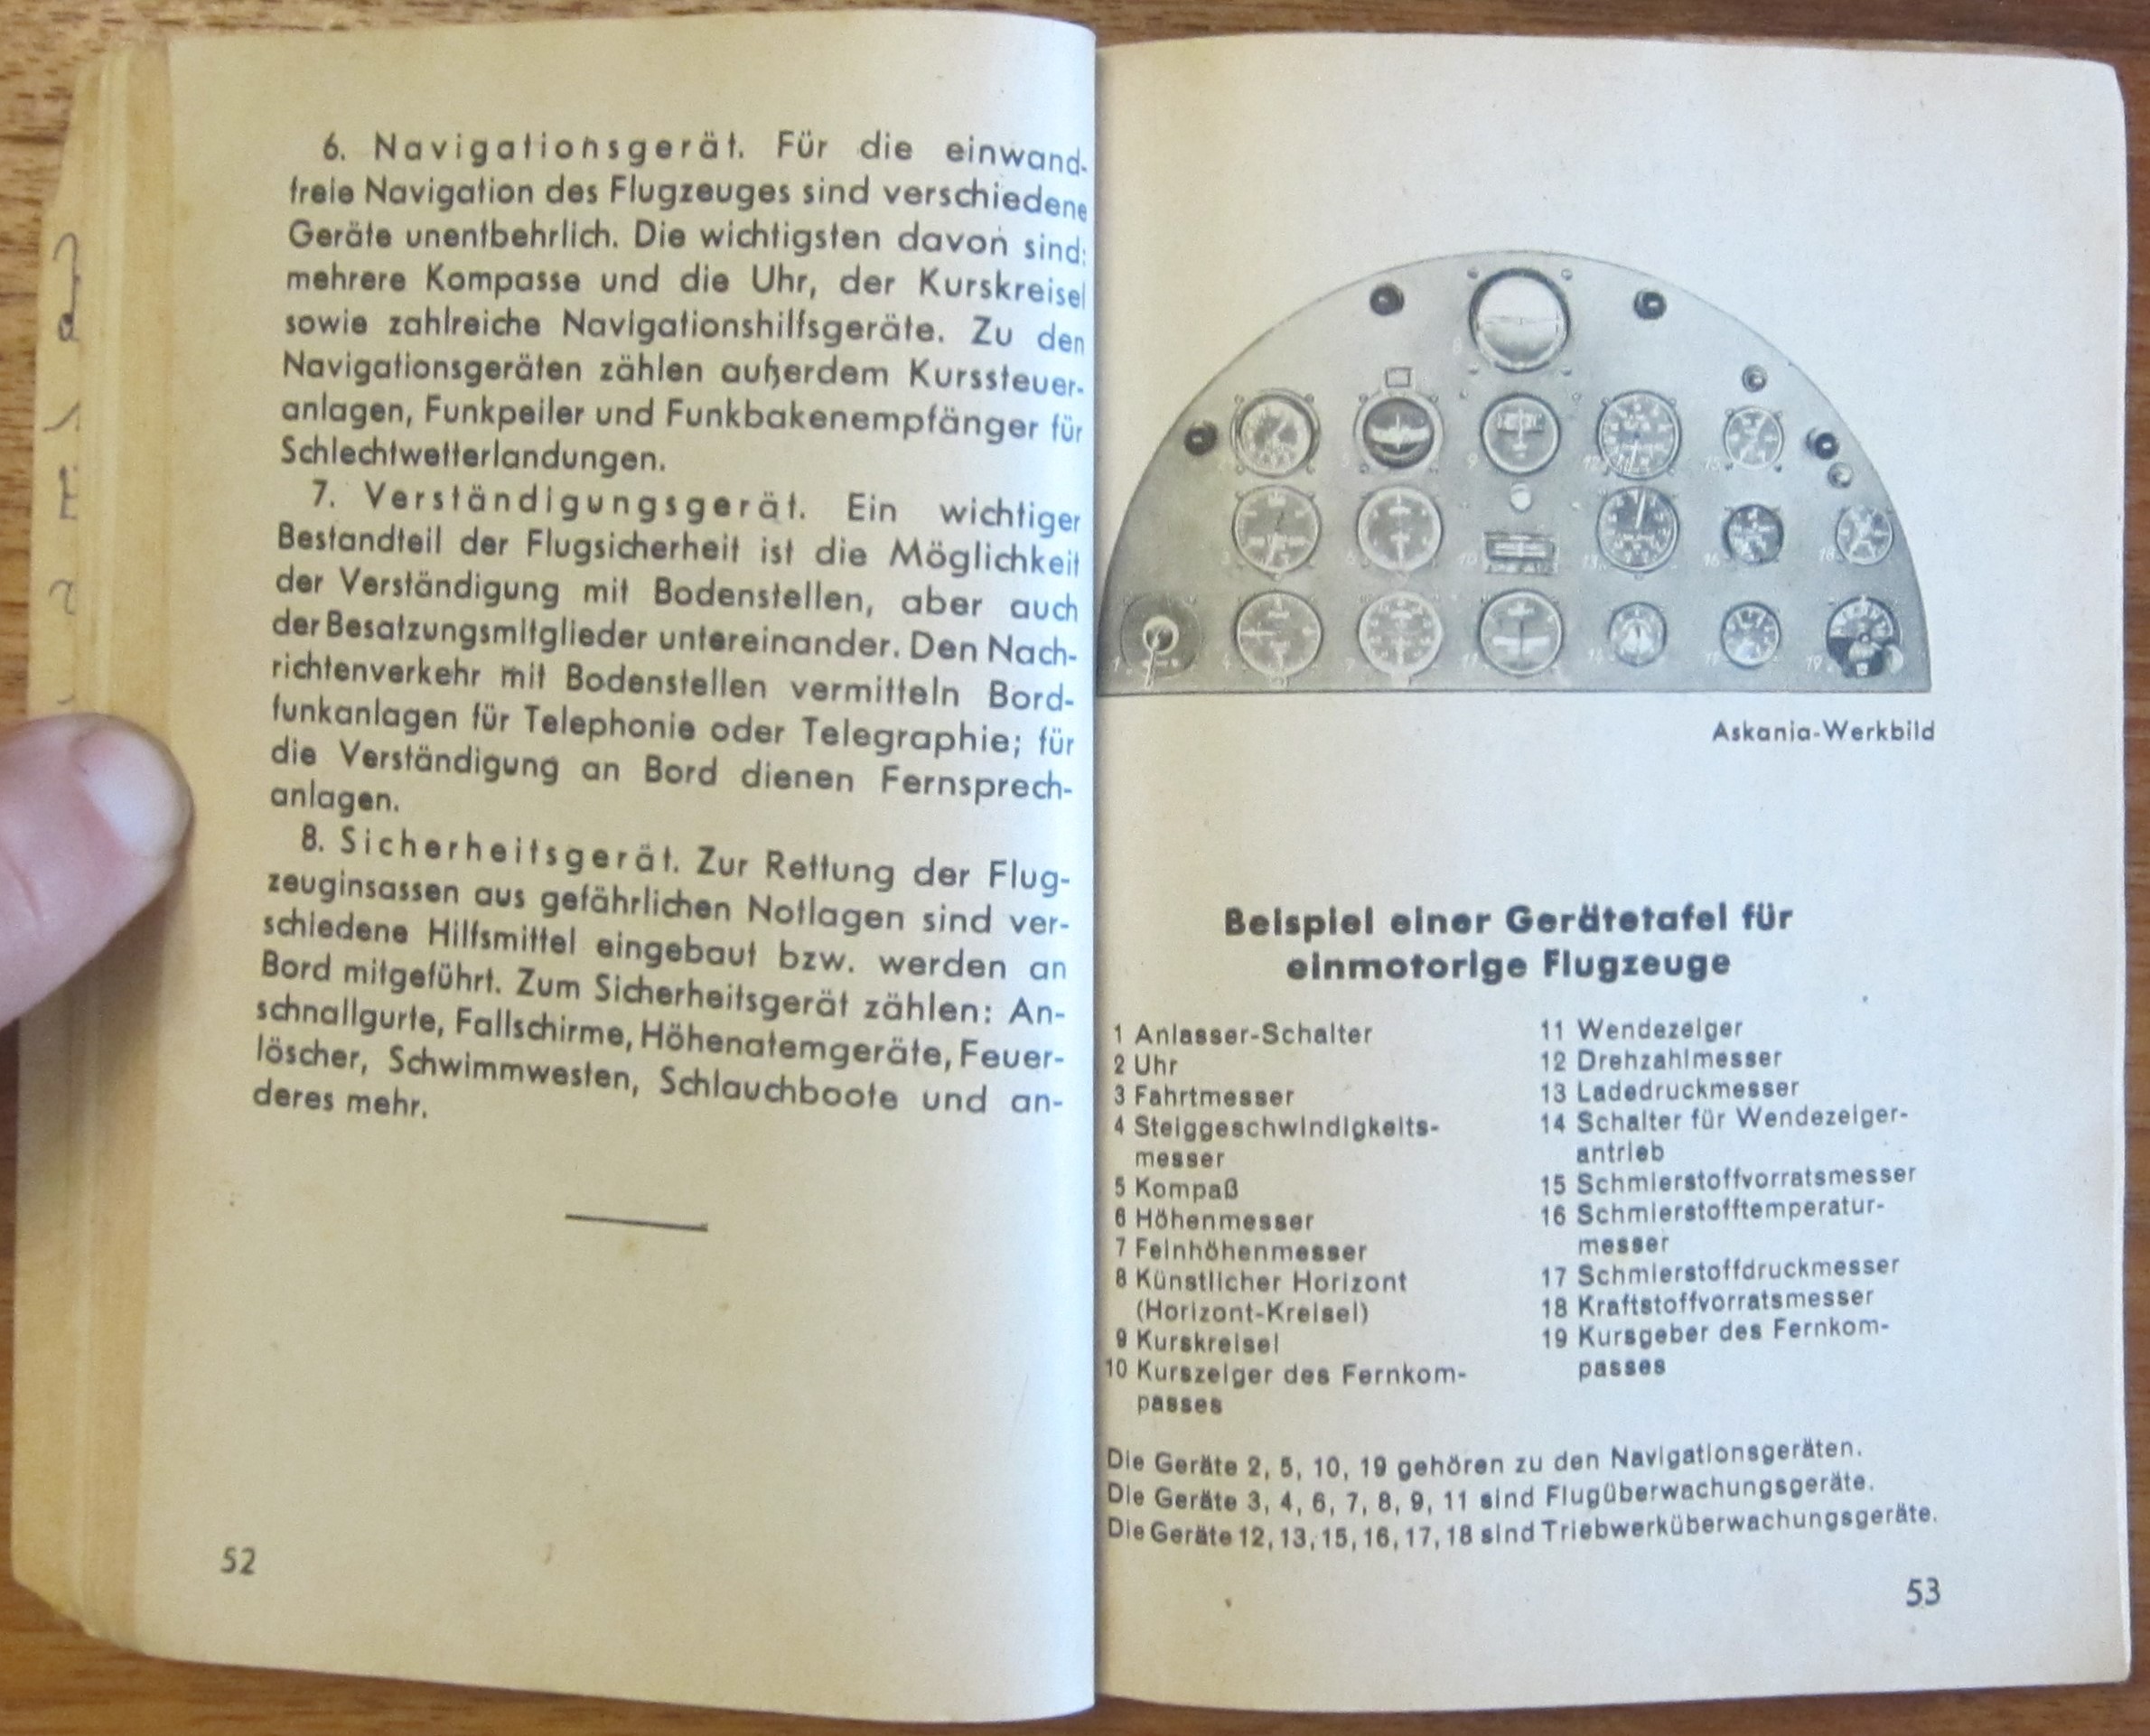 6. Navigationsgerät. Für die einwand-
freie Navigation des Flugzeuges sind verschiedene
Geräte unentbehrlich. Die wichtigsten davon sind:
mehrere Kompasse und die Uhr, der Kurskreisel
sowie zahlreiche Navigationshilfsgeräte. Zu den
Navigationsgeräten zählen außerdem Kurssteuer-
anlagen, Funkpeiler und Funkbakenempfänger für
Schlechtwetterlandungen.
7. Verständigungsgerät. Ein wichtiger
Bestandteil der Flugsicherheit ist die Möglichkeit
der Verständigung mit Bodenstellen, aber auch
der Besatzungsmitglieder untereinander. Den Nach-
richtenverkehr mit Bodenstellen vermitteln Bord-
funkanlagen für Telephonie oder Telegraphie; für
die Verständigung an Bord dienen Fernsprech-
anlagen.
8. Sicherheitsgerät. Zur Rettung der Flug-
zeuginsassen aus gefährlichen Notlagen sind ver-
schiedene Hilfsmittel eingebaut bzw. werden an
Bord mitgeführt. Zum Sicherheitsgerät zählen: An-
schnallgurte, Fallschirme, Höhenatemgeräte, Feuer-
löscher, Schwimmwesten, Schlauchboote und an-
deres mehr.
52
Askania-Werkbild
Beispiel einer Gerätetafel für
einmotorige Flugzeuge
1 Anlasser-Schalter
2 Uhr
3 Fahrtmesser
4 Steiggeschwindigkeits-
messer
5 Kompaß
6 Höhenmesser
7 Feinhöhenmesser
8 Künstlicher Horizont
(Horizont-Kreisel)
9 Kurskreisel
10 Kurszeiger des Fernkom-
passes
11 Wendezeiger
12 Drehzahlmesser
13 Ladedruckmesser
14 Schalter für Wendezeiger-
antrieb
15 Schmierstoffvorratsmesser
16 Schmierstofftemperatur-
messer
17 Schmierstoffdruckmesser
18 Kraftstoffvorratsmesser
19 Kursgeber des Fernkom-
passes
Die Geräte 2, 5, 10, 19 gehören zu den Navigationsgeräten.
Die Geräte 3, 4, 6, 7, 8, 9, 11 sind Flugüberwachungsgeräte.
Die Geräte 12, 13, 15, 16, 17, 18 sind Triebwerküberwachungsgeräte.
53